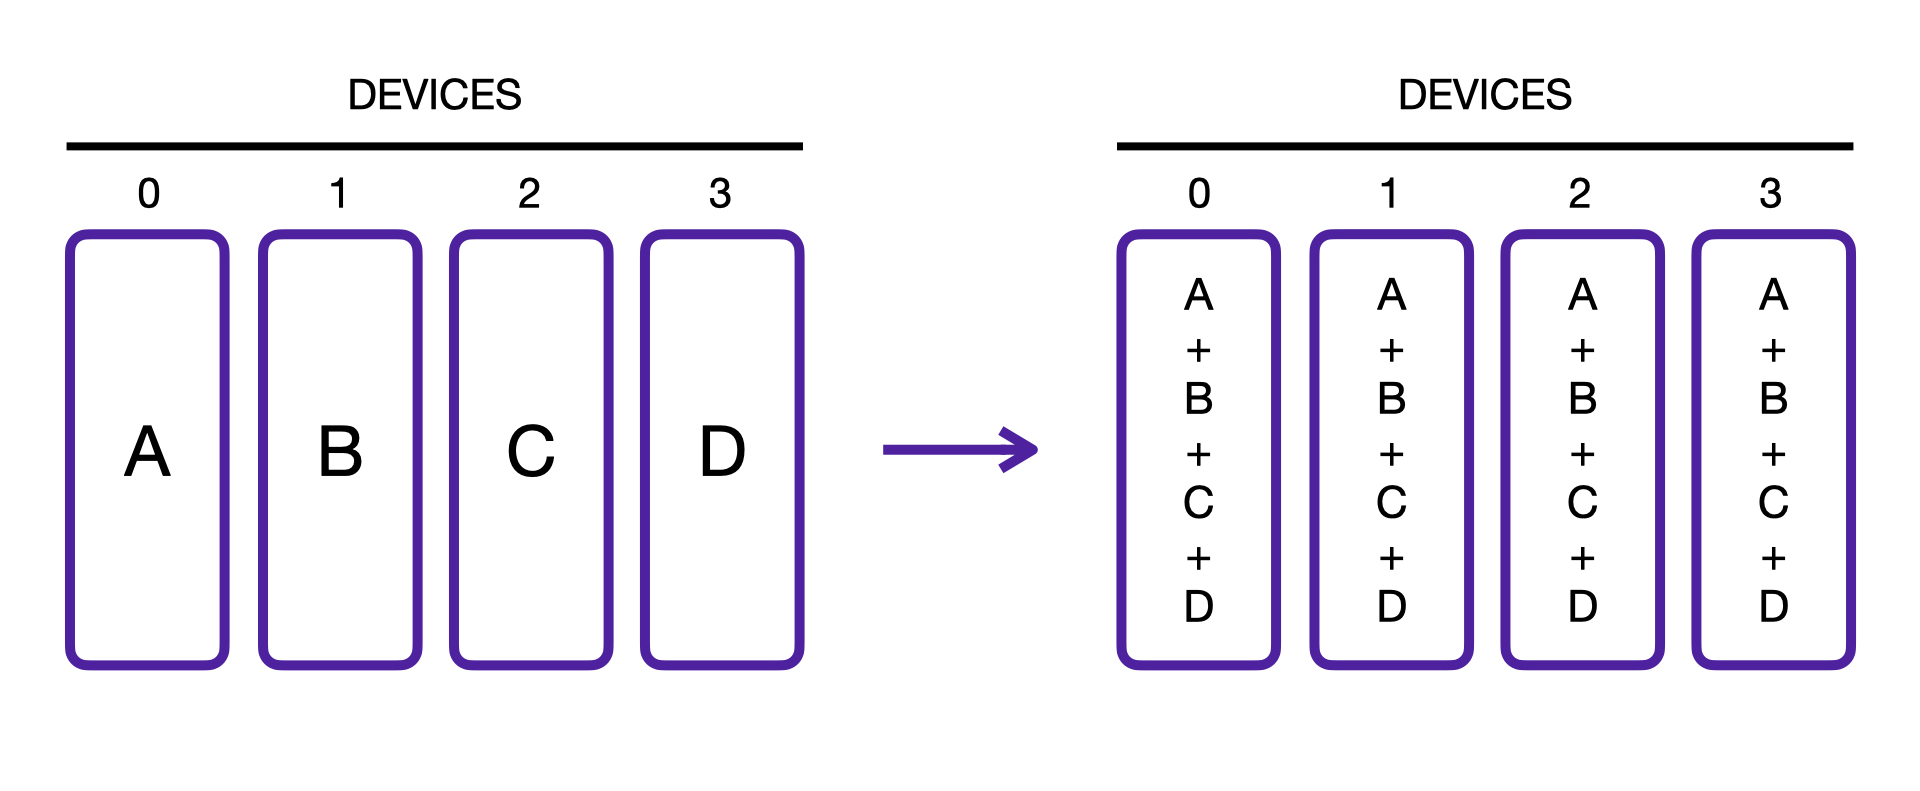 DEVICES
0 1 2 3
A B C D
DEVICES
0 1 2 3
A A A A
+ + + +
B B B B
+ + + +
C C C C
+ + + +
D D D D